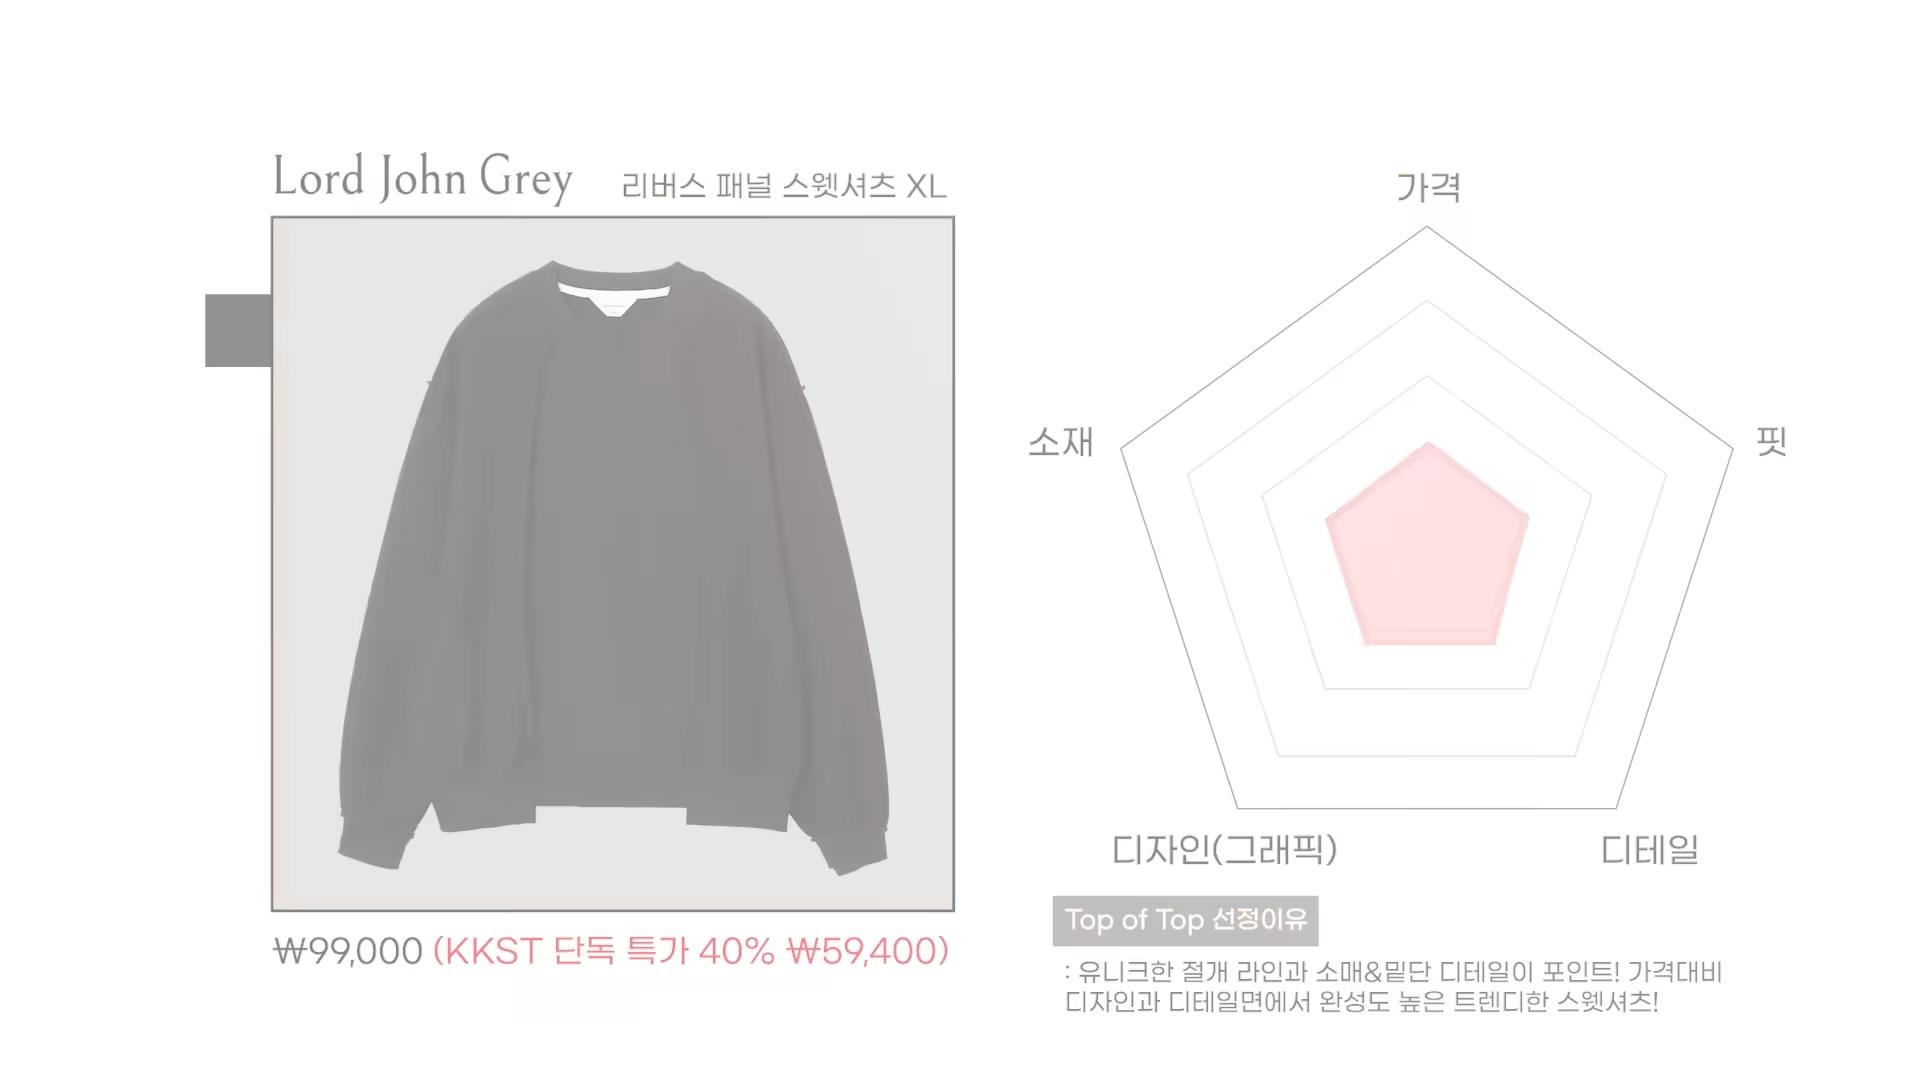 Lord John Grey 리버스 패널 스웻셔츠 XL
₩99,000 (KKST 단독 특가 40% ₩59,400)
가격
소재
핏
디자인(그래픽)
디테일
Top of Top 선정이유
: 유니크한 절개 라인과 소매&밑단 디테일이 포인트! 가격대비
디자인과 디테일면에서 완성도 높은 트렌디한 스웻셔츠!